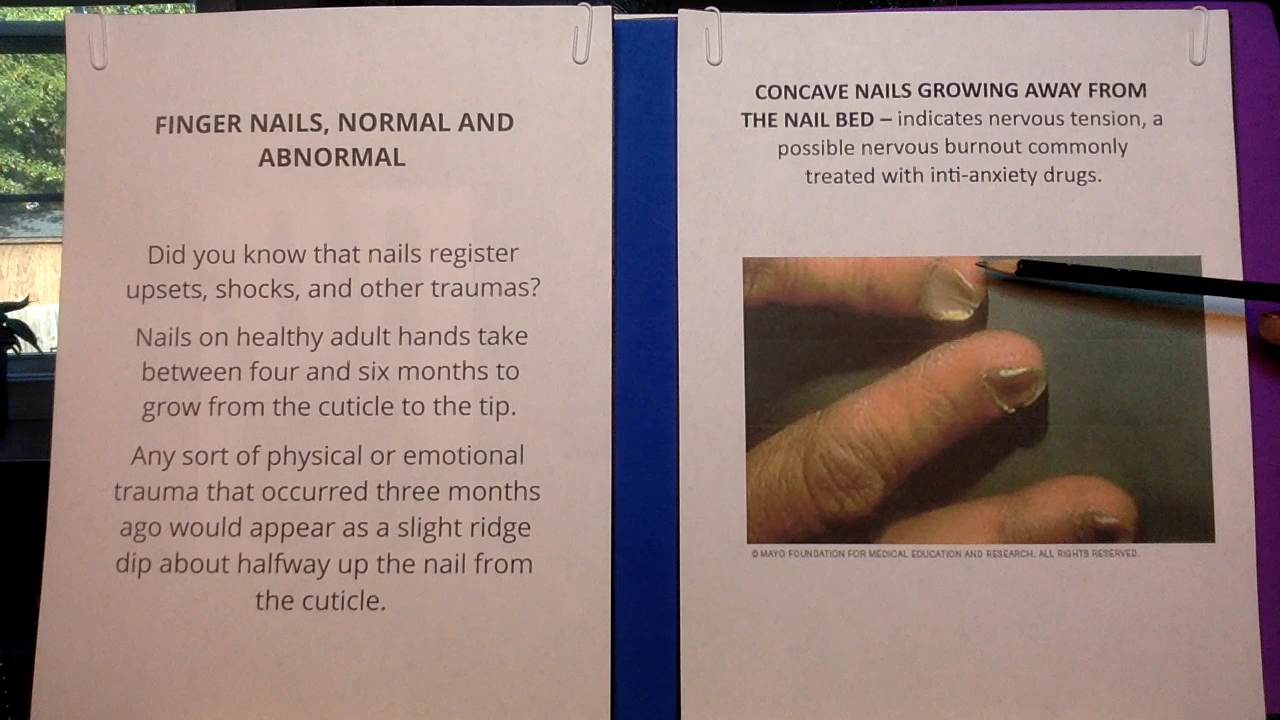 FINGER NAILS, NORMAL AND
ABNORMAL
Did you know that nails register
upsets, shocks, and other traumas?
Nails on healthy adult hands take
between four and six months to
grow from the cuticle to the tip.
Any sort of physical or emotional
trauma that occurred three months
ago would appear as a slight ridge
dip about halfway up the nail from
the cuticle.
CONCAVE NAILS GROWING AWAY FROM
THE NAIL BED – indicates nervous tension, a
possible nervous burnout commonly
treated with inti-anxiety drugs.
© MAYO FOUNDATION FOR MEDICAL EDUCATION AND RESEARCH. ALL RIGHTS RESERVED.